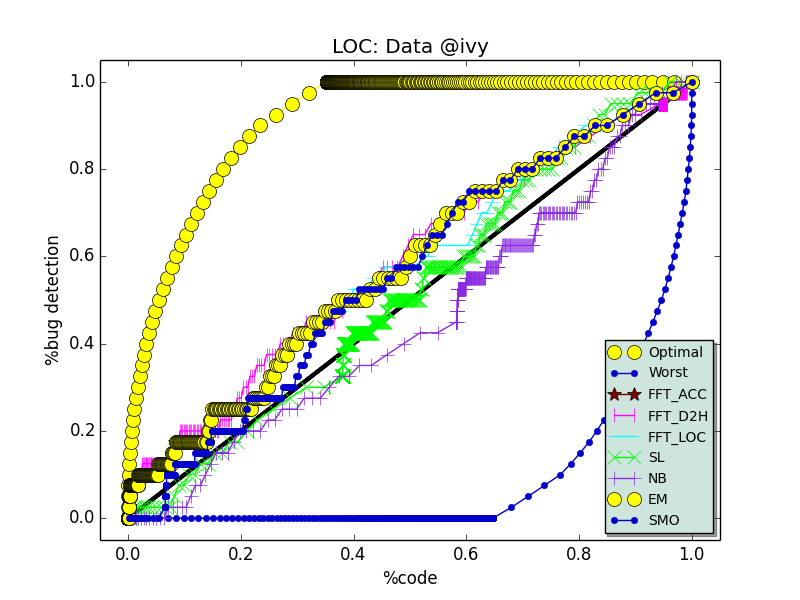 LOC: Data @ivy
1.0
0.8
0.6
0.4
0.2
0.0
%bug detection
0.0 0.2 0.4 0.6 0.8 1.0
%code
Optimal
Worst
FFT_ACC
FFT_D2H
FFT_LOC
SL
NB
EM
SMO